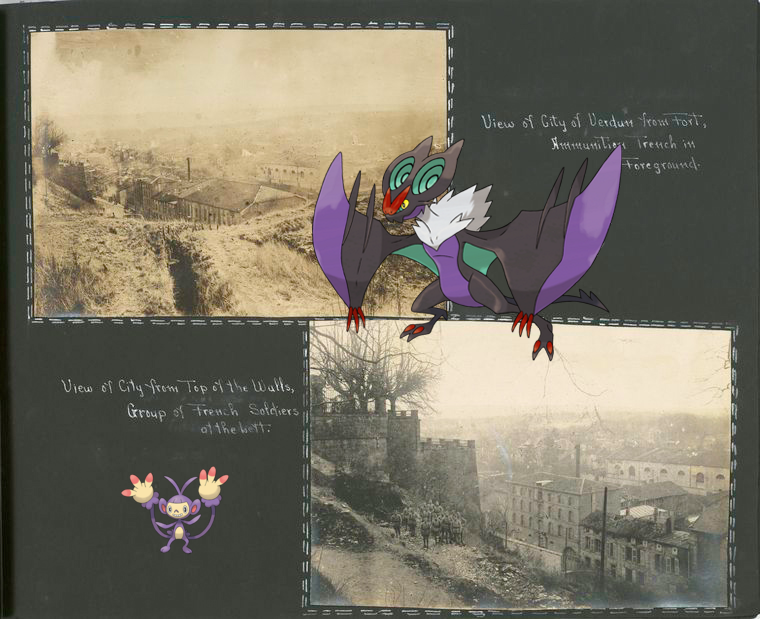 View of City of Verdun from Fort,
Ammunition Trench in
Foreground.
View of City from Top of the Walls,
Group of French Soldiers
at the Left.